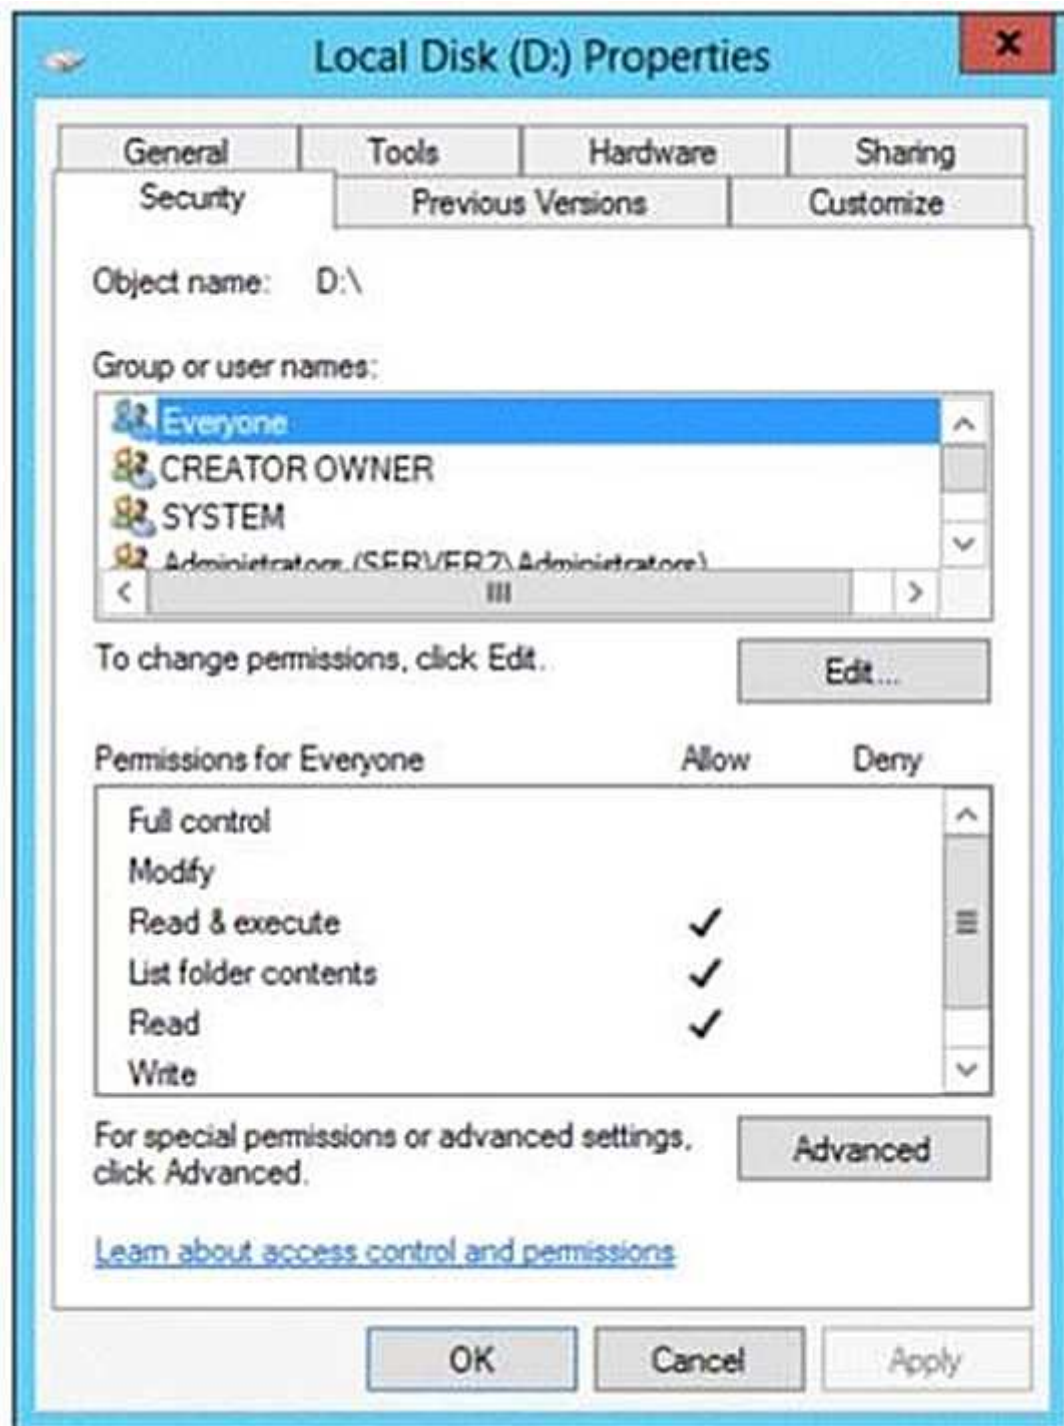 Local Disk (D:) Properties
x
General Tools Hardware Sharing
Security Previous Versions Customize
Object name: D:\
Group or user names:
Everyone
CREATOR OWNER
SYSTEM
Administrators (SERVER2\Administrators)
To change permissions, click Edit.
Edit...
Permissions for Everyone Allow Deny
Full control
Modify
Read & execute
List folder contents
Read
Write
For special permissions or advanced settings,
click Advanced.
Advanced
Learn about access control and permissions
OK Cancel Apply